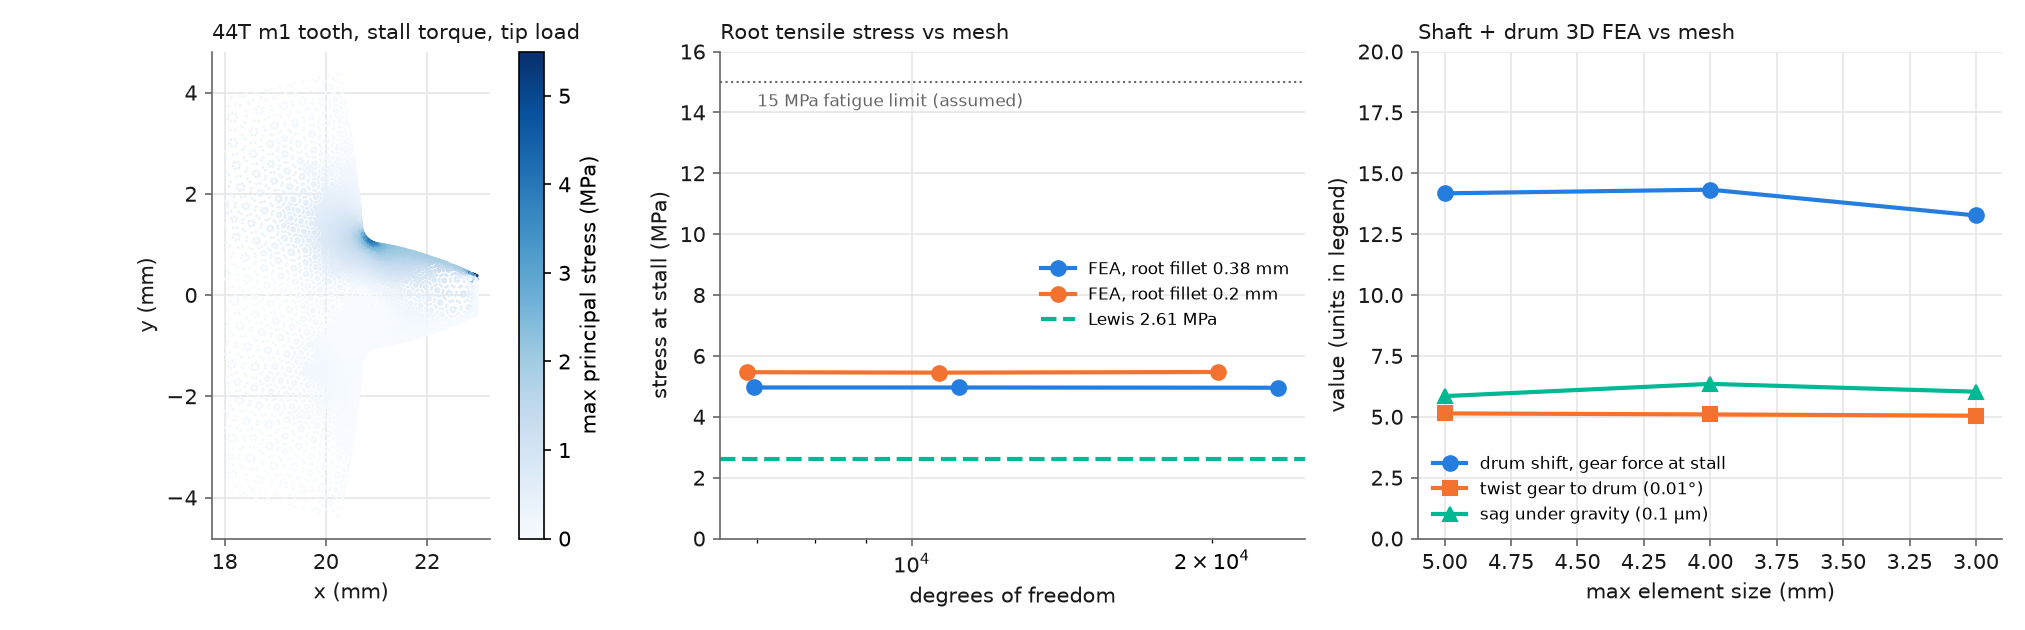 44T m1 tooth, stall torque, tip load
4
2
0
−2
−4
y (mm)
18
20
22
x (mm)
5
4
3
2
1
0
max principal stress (MPa)
Root tensile stress vs mesh
16
14
12
10
8
6
4
2
0
stress at stall (MPa)
15 MPa fatigue limit (assumed)
FEA, root fillet 0.38 mm
FEA, root fillet 0.2 mm
Lewis 2.61 MPa
10⁴
2 × 10⁴
degrees of freedom
Shaft + drum 3D FEA vs mesh
20.0
17.5
15.0
12.5
10.0
7.5
5.0
2.5
0.0
value (units in legend)
drum shift, gear force at stall
twist gear to drum (0.01°)
sag under gravity (0.1 µm)
5.00
4.75
4.50
4.25
4.00
3.75
3.50
3.25
3.00
max element size (mm)